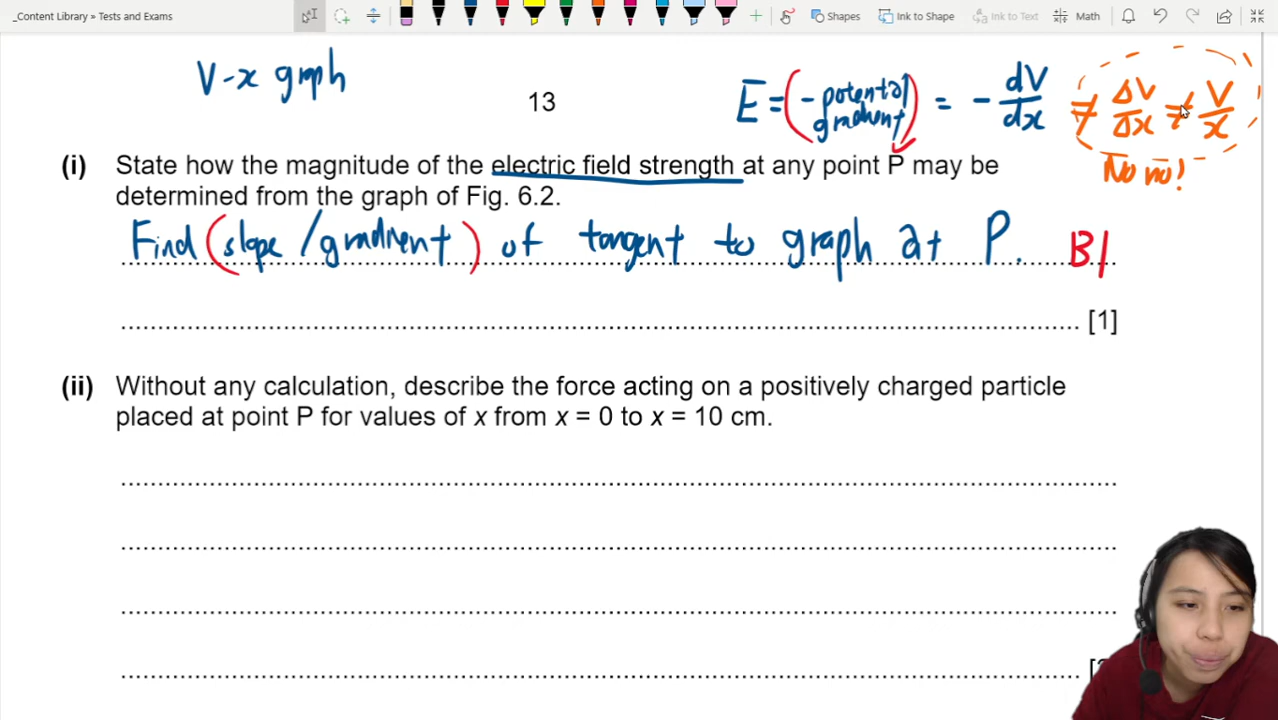 _Content Library » Tests and Exams
Shapes
Ink to Shape
Ink to Text
Math
V-x graph
13
E = (- potential gradient) = - dV/dx ≠ ΔV/Δx ≠ V/x
No no!
(i) State how the magnitude of the electric field strength at any point P may be
determined from the graph of Fig. 6.2.
Find (slope / gradient) of tangent to graph at P. B1
[1]
(ii) Without any calculation, describe the force acting on a positively charged particle
placed at point P for values of x from x = 0 to x = 10 cm.